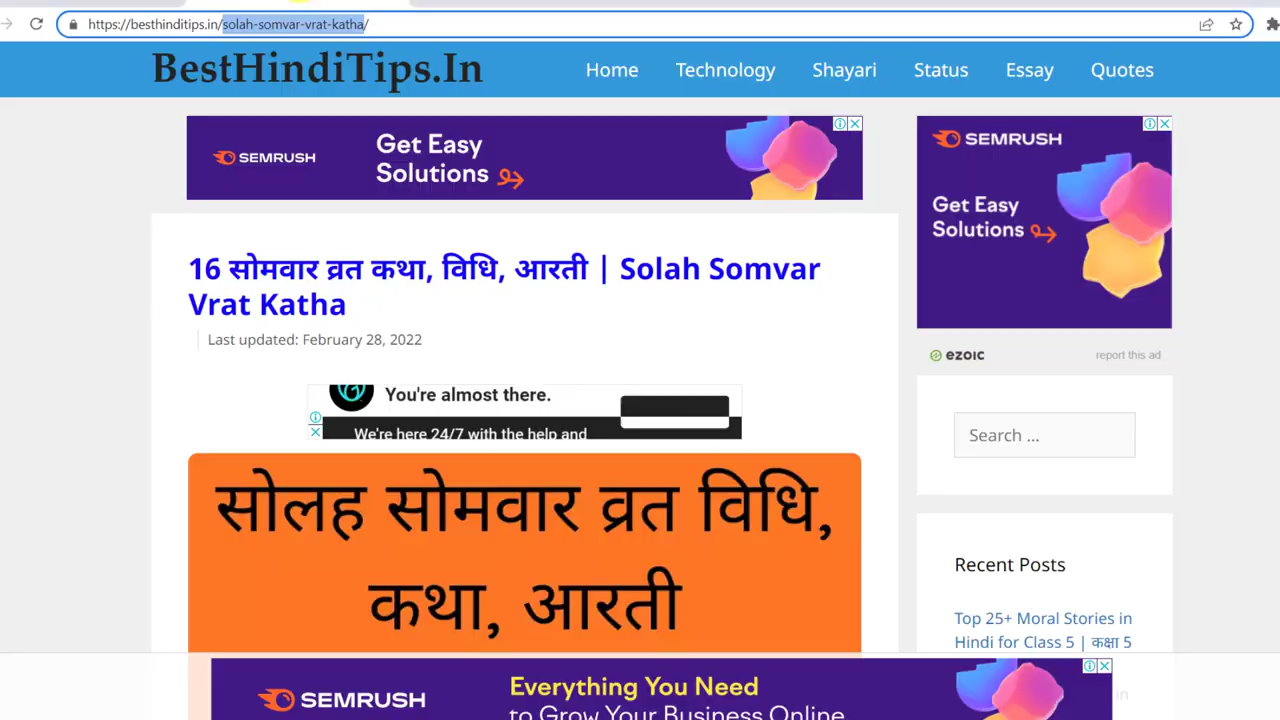 https://besthinditips.in/solah-somvar-vrat-katha/
BestHindiTips.In
Home Technology Shayari Status Essay Quotes
SEMRUSH
Get Easy
Solutions
SEMRUSH
Get Easy
Solutions
ezoic
report this ad
16 सोमवार व्रत कथा, विधि, आरती | Solah Somvar
Vrat Katha
Last updated: February 28, 2022
You're almost there.
We're here 24/7 with the help and
सोलह सोमवार व्रत विधि,
कथा, आरती
Search ...
Recent Posts
Top 25+ Moral Stories in
Hindi for Class 5 | कक्षा 5
SEMRUSH
Everything You Need
to Grow Your Business Online